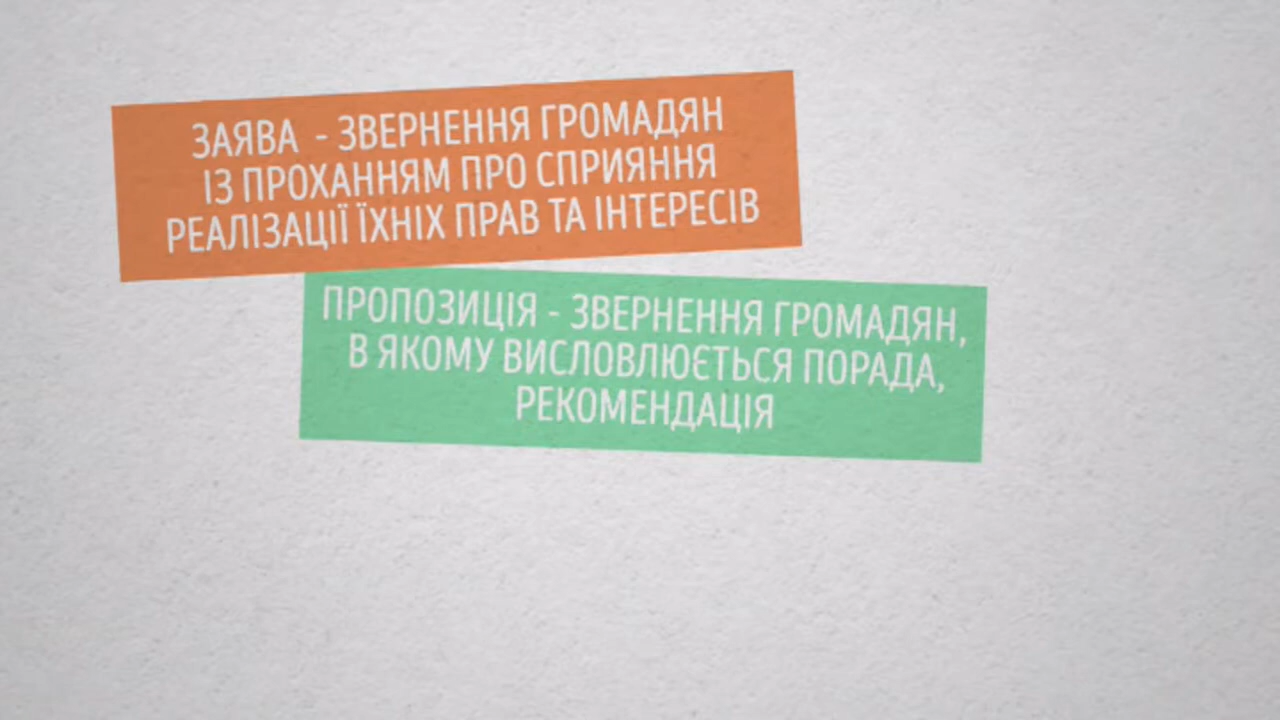 ЗАЯВА - ЗВЕРНЕННЯ ГРОМАДЯН
ІЗ ПРОХАННЯМ ПРО СПРИЯННЯ
РЕАЛІЗАЦІЇ ЇХНІХ ПРАВ ТА ІНТЕРЕСІВ
ПРОПОЗИЦІЯ - ЗВЕРНЕННЯ ГРОМАДЯН,
В ЯКОМУ ВИСЛОВЛЮЄТЬСЯ ПОРАДА,
РЕКОМЕНДАЦІЯ